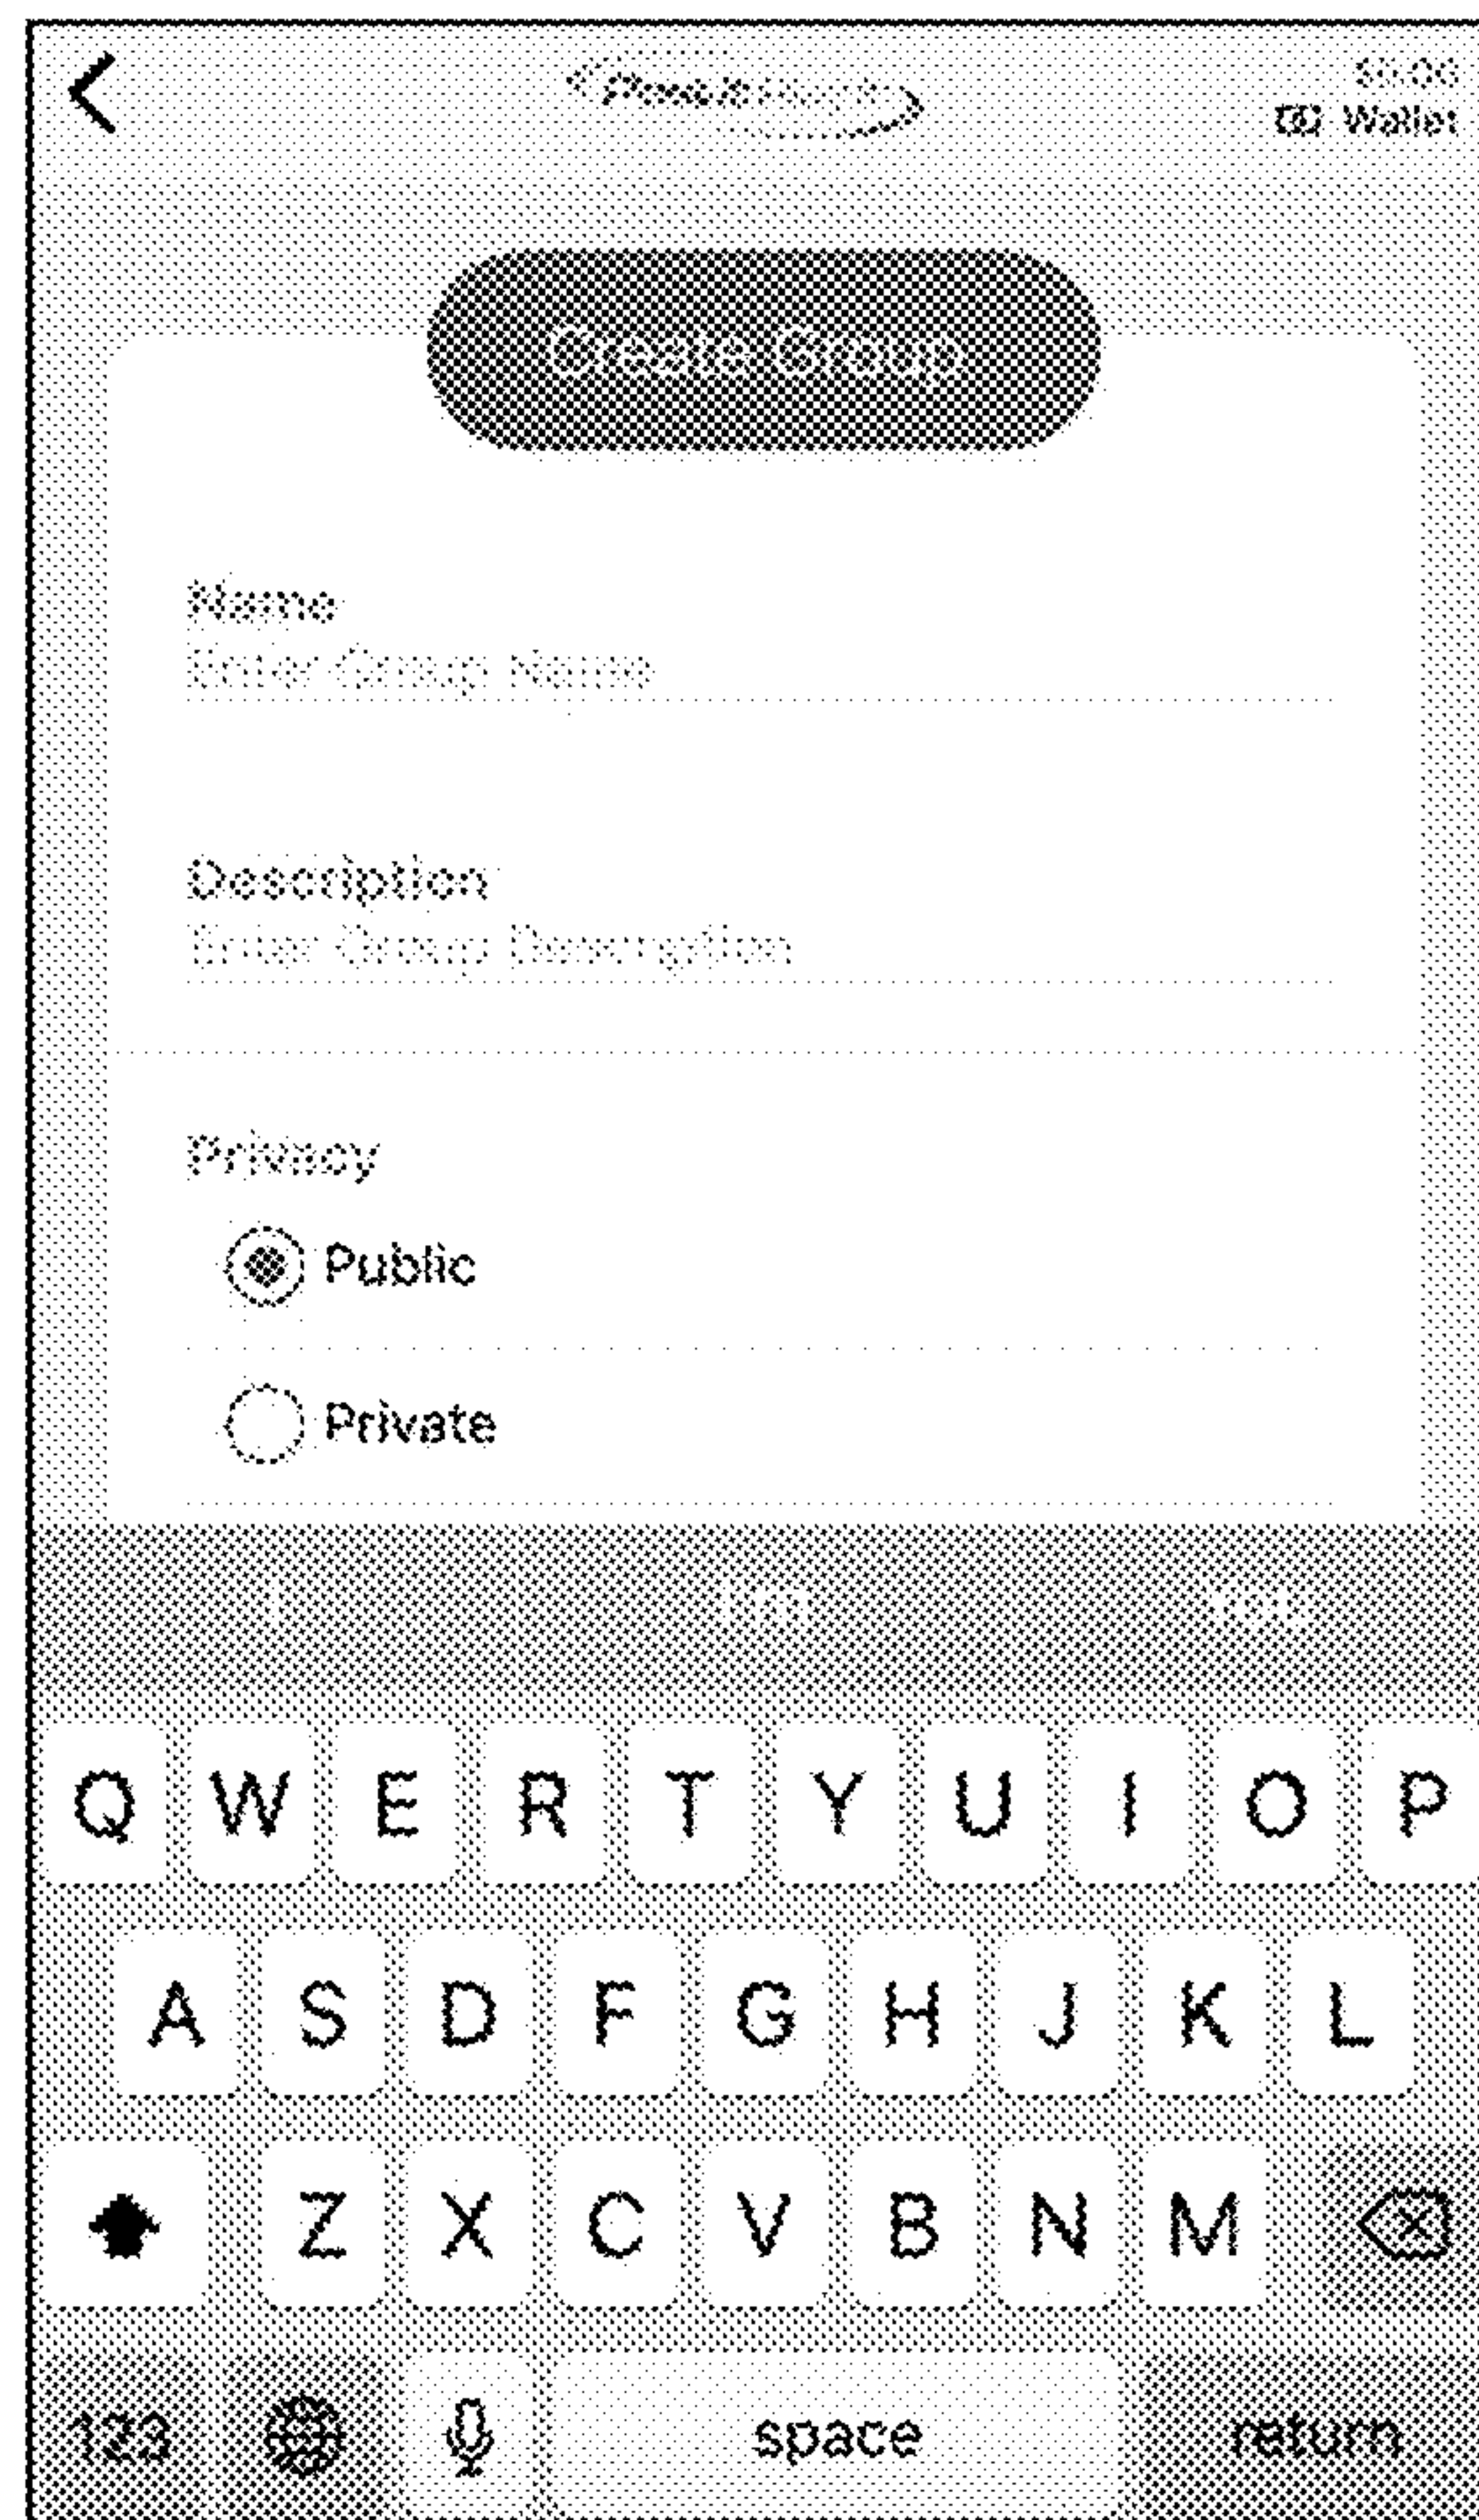 Wallet
Create Group
Name
Enter Group Name
Description
Enter Group Description
Privacy
Public
Private
I
Q W E R T Y U I O P
A S D F G H J K L
Z X C V B N M
123 space return